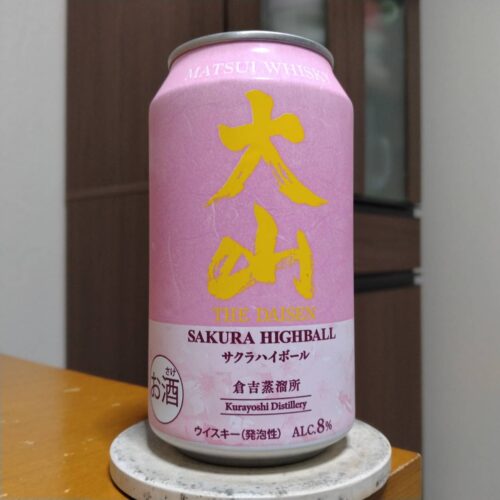 MATSUI WHISKY
大山
THE DAISEN
SAKURA HIGHBALL
サクラハイボール
倉吉蒸溜所
Kurayoshi Distillery
さけ
お酒
ウイスキー(発泡性) ALC.8%